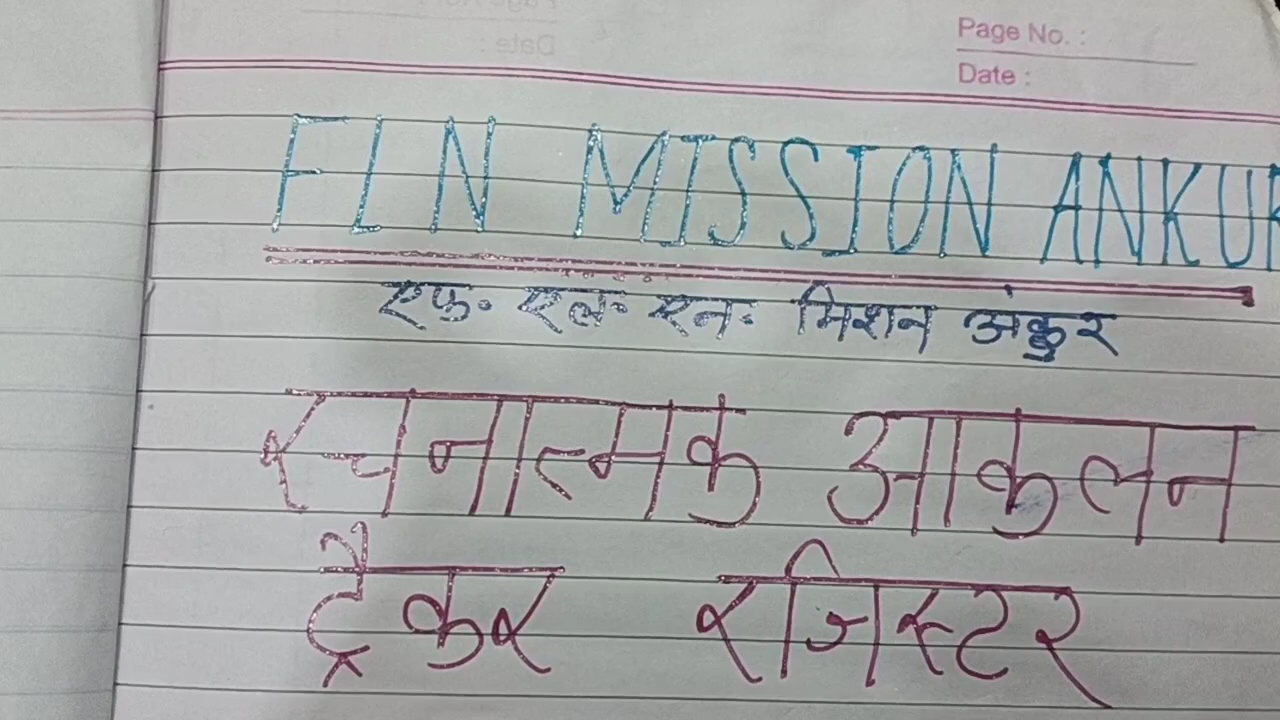 Page No. :
Date :
FLN MISSION ANKUR
एफ. एल. एन. मिशन अंकुर
रचनात्मक आकलन
ट्रैकर रजिस्टर